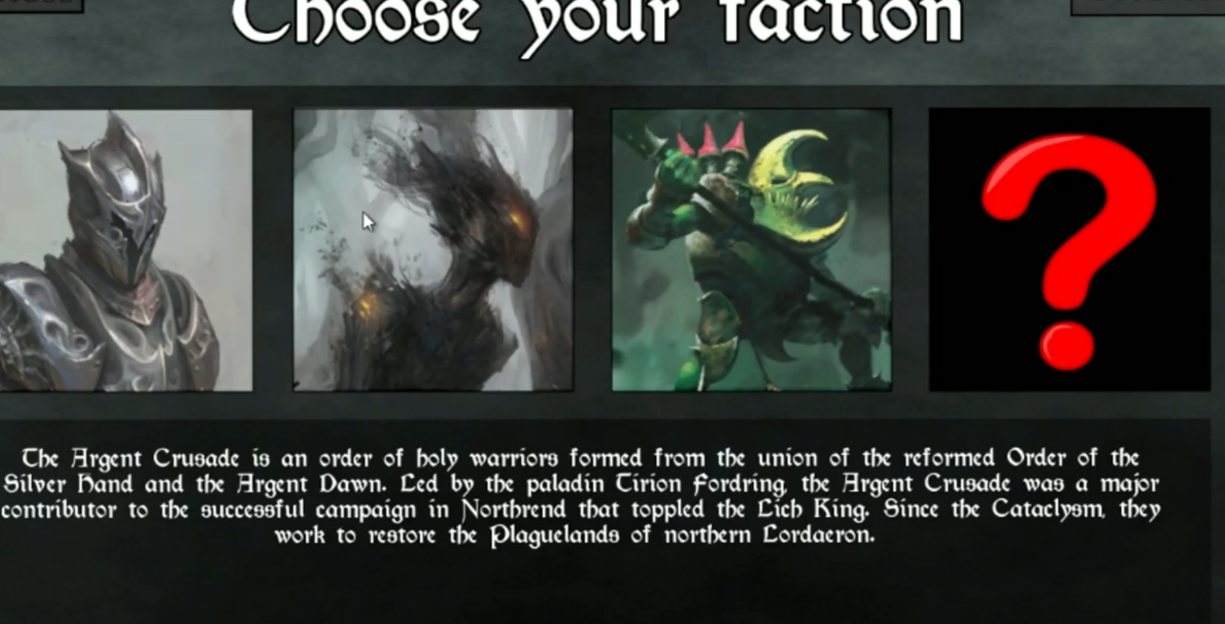 Choose your faction
The Argent Crusade is an order of holy warriors formed from the union of the reformed Order of the
Silver Hand and the Argent Dawn. Led by the paladin Tirion Fordring, the Argent Crusade was a major
contributor to the successful campaign in Northrend that toppled the Lich King. Since the Cataclysm, they
work to restore the Plaguelands of northern Lordaeron.